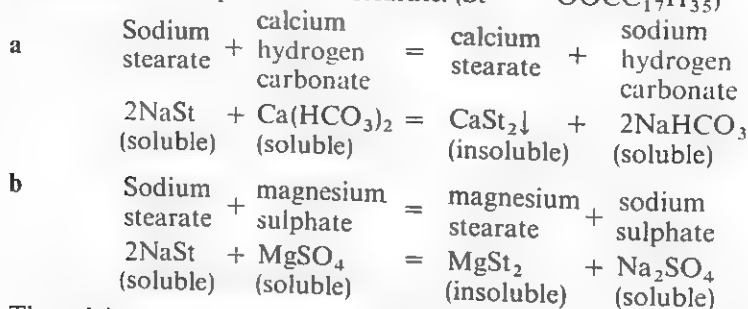 OOCC₁₇H₃₅)
a Sodium stearate + calcium hydrogen carbonate = calcium stearate + sodium hydrogen carbonate
2NaSt + Ca(HCO₃)₂ = CaSt₂↓ + 2NaHCO₃
(soluble) (soluble) (insoluble) (soluble)
b Sodium stearate + magnesium sulphate = magnesium stearate + sodium sulphate
2NaSt + MgSO₄ = MgSt₂ + Na₂SO₄
(soluble) (soluble) (insoluble) (soluble)